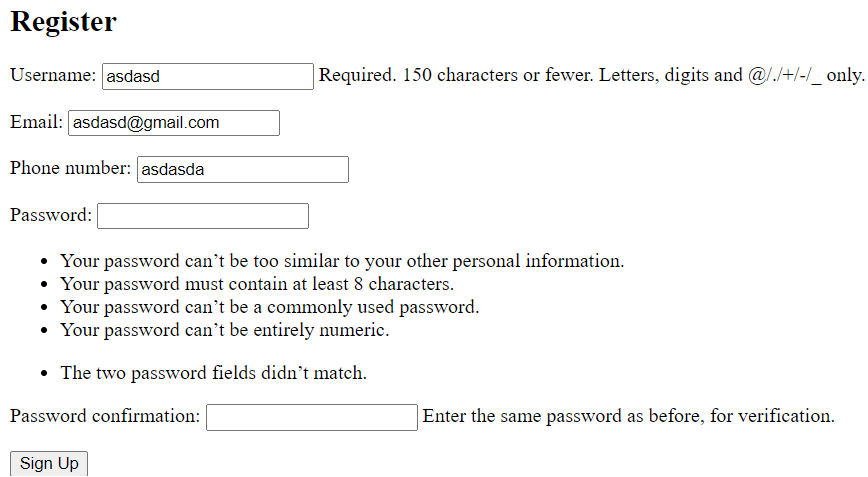 Register
Username: asdasd Required. 150 characters or fewer. Letters, digits and @/./+/-/_ only.
Email: asdasd@gmail.com
Phone number: asdasda
Password:
• Your password can’t be too similar to your other personal information.
• Your password must contain at least 8 characters.
• Your password can’t be a commonly used password.
• Your password can’t be entirely numeric.
• The two password fields didn’t match.
Password confirmation: Enter the same password as before, for verification.
Sign Up